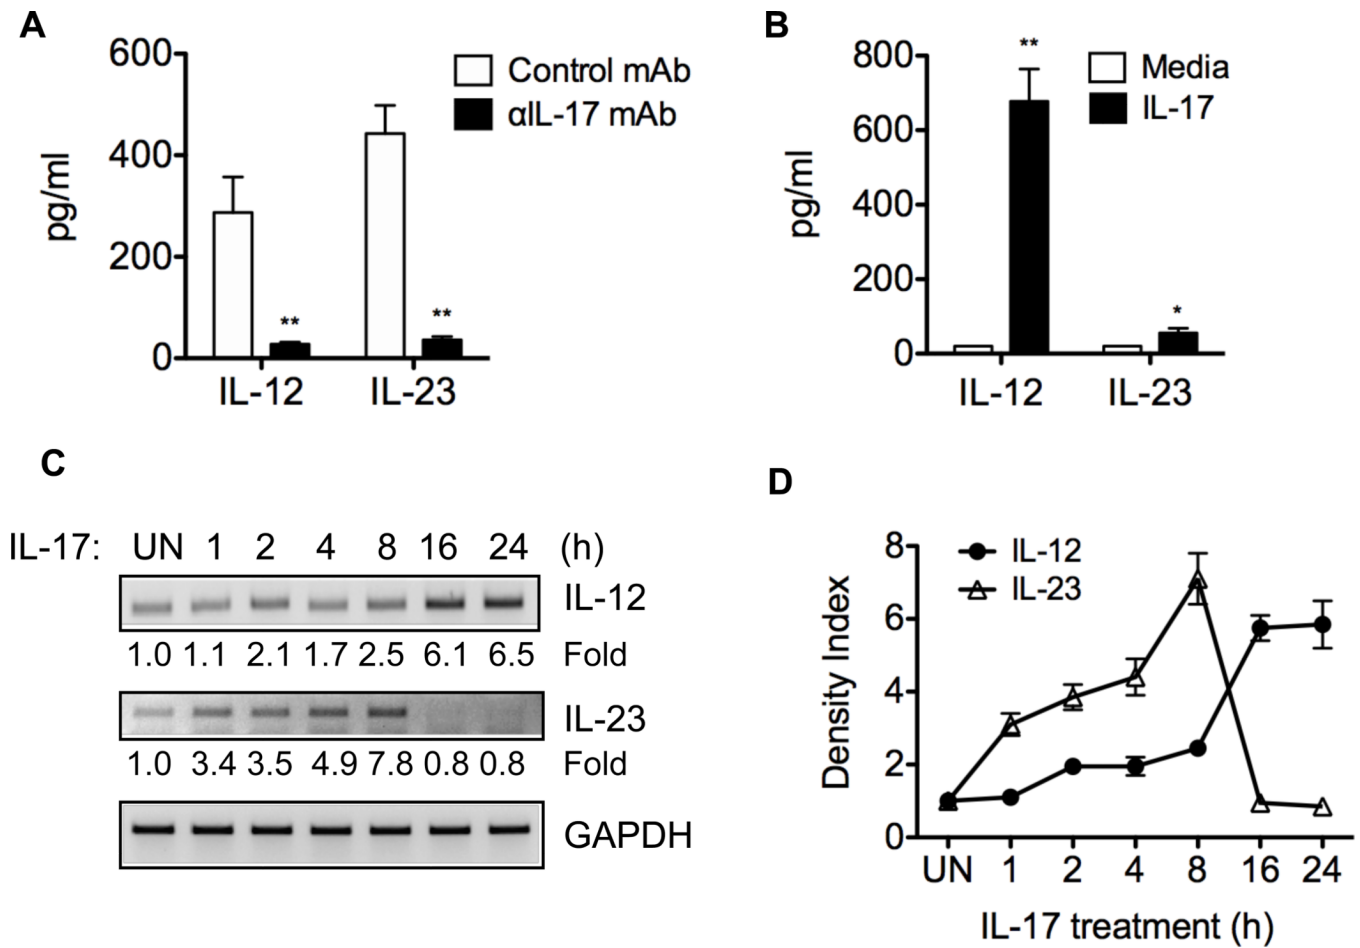 A
600
400
200
0
pg/ml
Control mAb
αIL-17 mAb
**
**
IL-12 IL-23
B
800
600
400
200
0
pg/ml
Media
IL-17
**
*
IL-12 IL-23
C
IL-17: UN 1 2 4 8 16 24 (h)
IL-12
1.0 1.1 2.1 1.7 2.5 6.1 6.5 Fold
IL-23
1.0 3.4 3.5 4.9 7.8 0.8 0.8 Fold
GAPDH
D
8
6
4
2
0
Density Index
IL-12
IL-23
UN 1 2 4 8 16 24
IL-17 treatment (h)